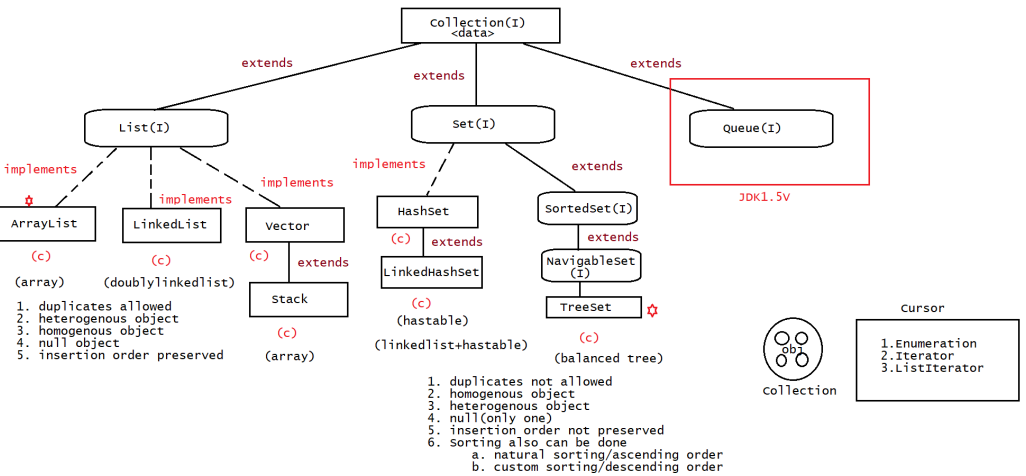 Collection(I)
<data>
extends
extends
extends
List(I)
Set(I)
Queue(I)
implements
implements
implements
implements
extends
JDK1.5V
ArrayList
LinkedList
Vector
HashSet
SortedSet(I)
(c)
(c)
(c)
(c)
extends
extends
extends
(array)
(doublylinkedlist)
LinkedHashSet
NavigableSet
(I)
Stack
(c)
TreeSet
(c)
(hastable)
(c)
(array)
(linkedlist+hastable)
(balanced tree)
1. duplicates allowed
2. heterogenous object
3. homogenous object
4. null object
5. insertion order preserved
1. duplicates not allowed
2. homogenous object
3. heterogenous object
4. null(only one)
5. insertion order not preserved
6. Sorting also can be done
a. natural sorting/ascending order
b. custom sorting/descending order
obj
Collection
Cursor
1.Enumeration
2.Iterator
3.ListIterator